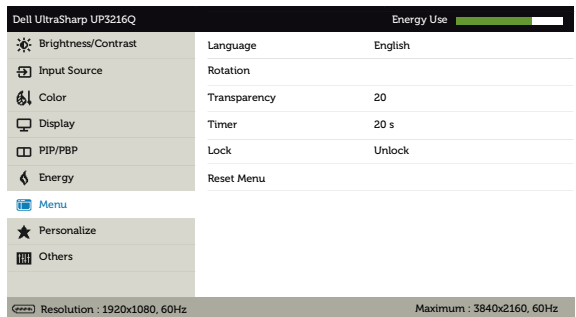 Dell UltraSharp UP3216Q Energy Use
Brightness/Contrast Language English
Input Source Rotation
Color Transparency 20
Display Timer 20 s
PIP/PBP Lock Unlock
Energy Reset Menu
Menu
Personalize
Others
Resolution : 1920x1080, 60Hz Maximum : 3840x2160, 60Hz